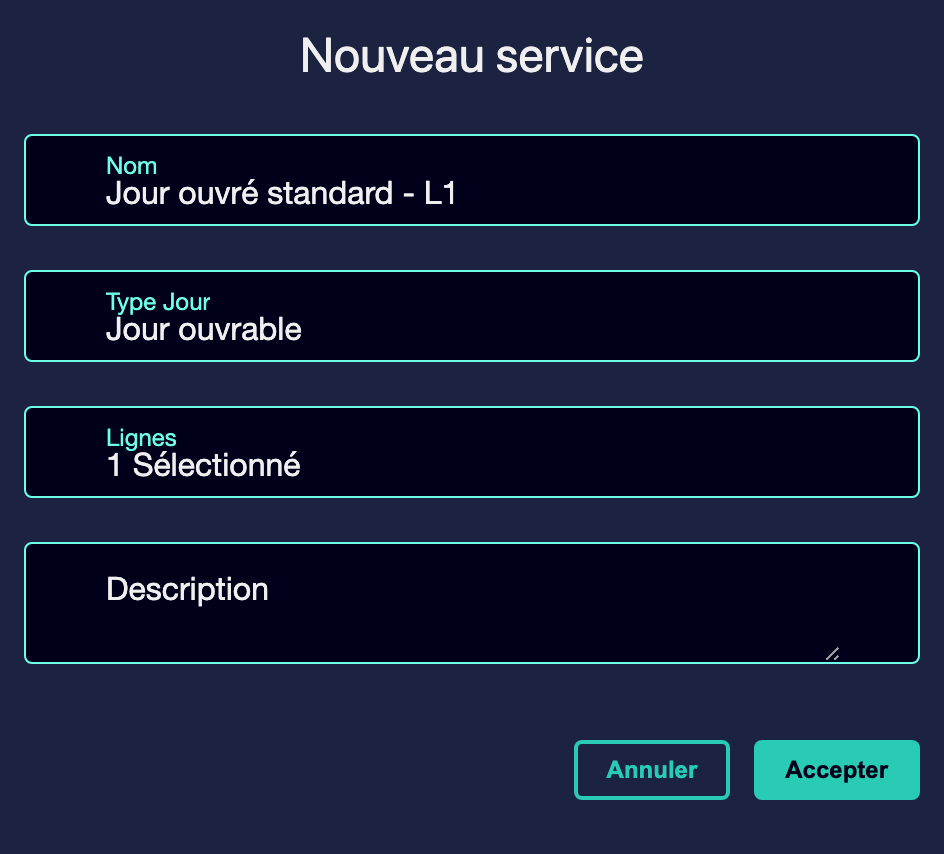 Nouveau service
Nom
Jour ouvré standard - L1
Type Jour
Jour ouvrable
Lignes
1 Sélectionné
Description
Annuler
Accepter